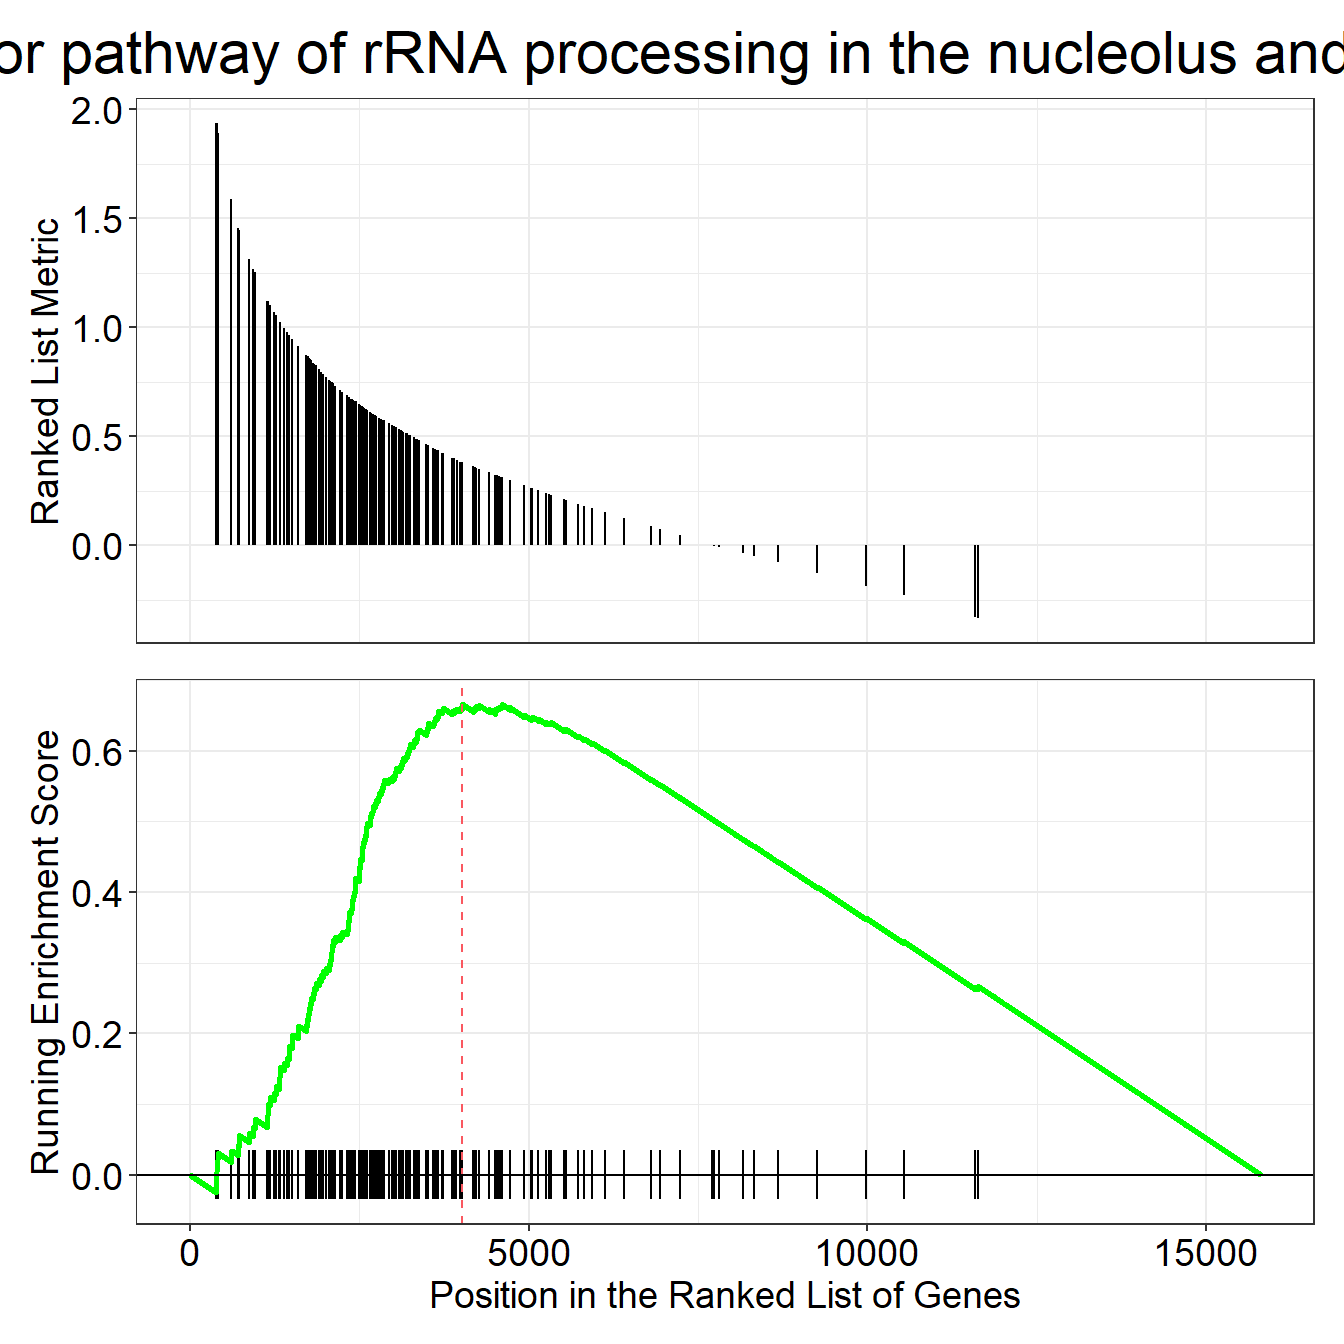 or pathway of rRNA processing in the nucleolus and
2.0
1.5
1.0
0.5
0.0
Ranked List Metric
0.6
0.4
0.2
0.0
Running Enrichment Score
0 5000 10000 15000
Position in the Ranked List of Genes